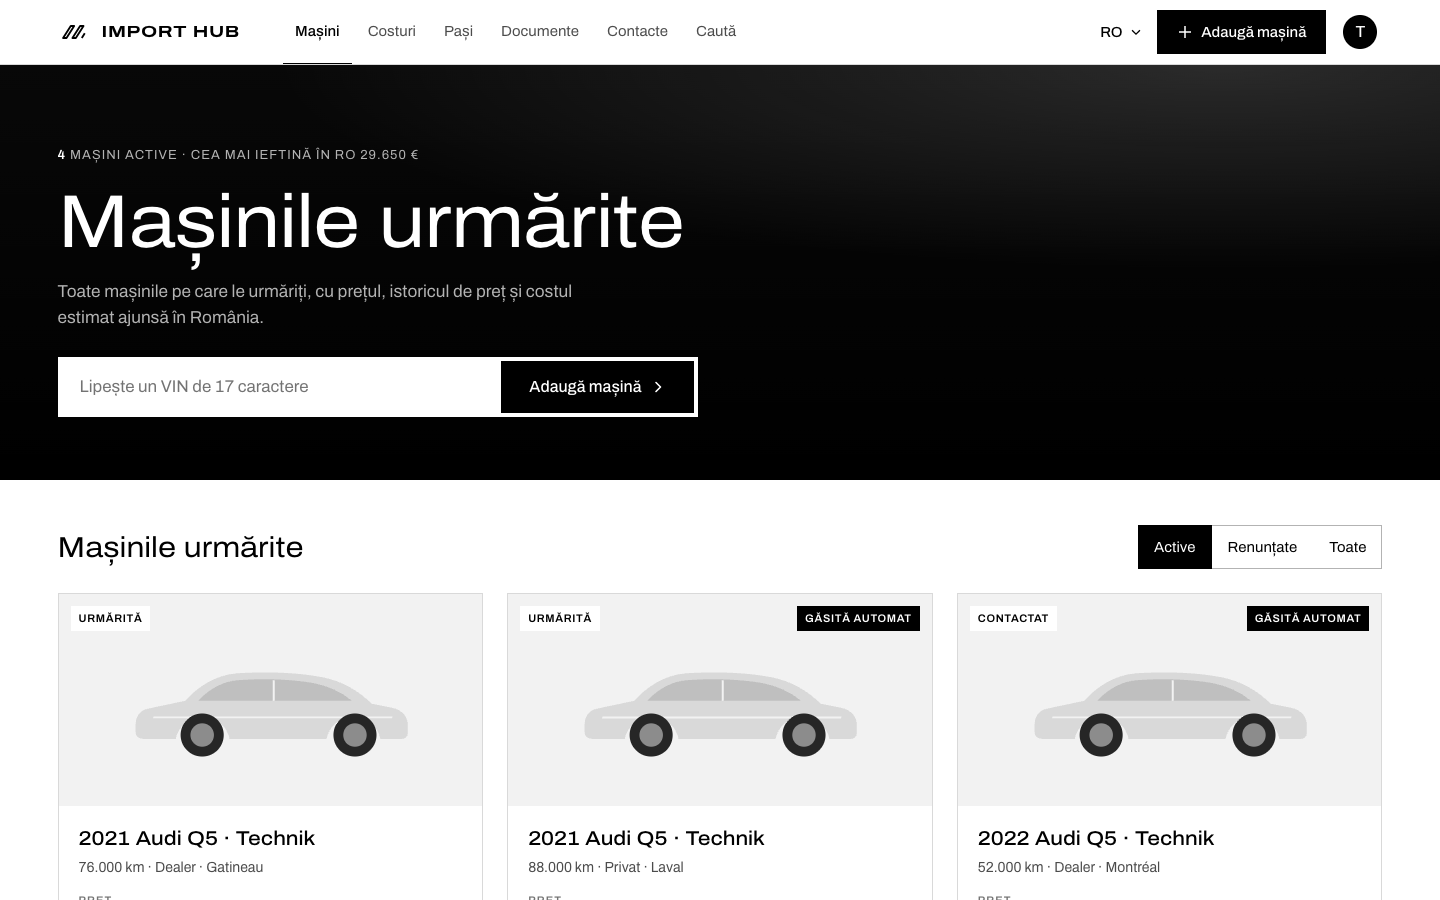 IMPORT HUB
Mașini
Costuri
Pași
Documente
Contacte
Caută
RO
Adaugă mașină
T
4 MAȘINI ACTIVE · CEA MAI IEFTINĂ ÎN RO 29.650 €
Mașinile urmărite
Toate mașinile pe care le urmăriți, cu prețul, istoricul de preț și costul
estimat ajunsă în România.
Lipește un VIN de 17 caractere
Adaugă mașină
Mașinile urmărite
Active
Renunțate
Toate
URMĂRITĂ
URMĂRITĂ
GĂSITĂ AUTOMAT
CONTACTAT
GĂSITĂ AUTOMAT
2021 Audi Q5 · Technik
76.000 km · Dealer · Gatineau
2021 Audi Q5 · Technik
88.000 km · Privat · Laval
2022 Audi Q5 · Technik
52.000 km · Dealer · Montréal